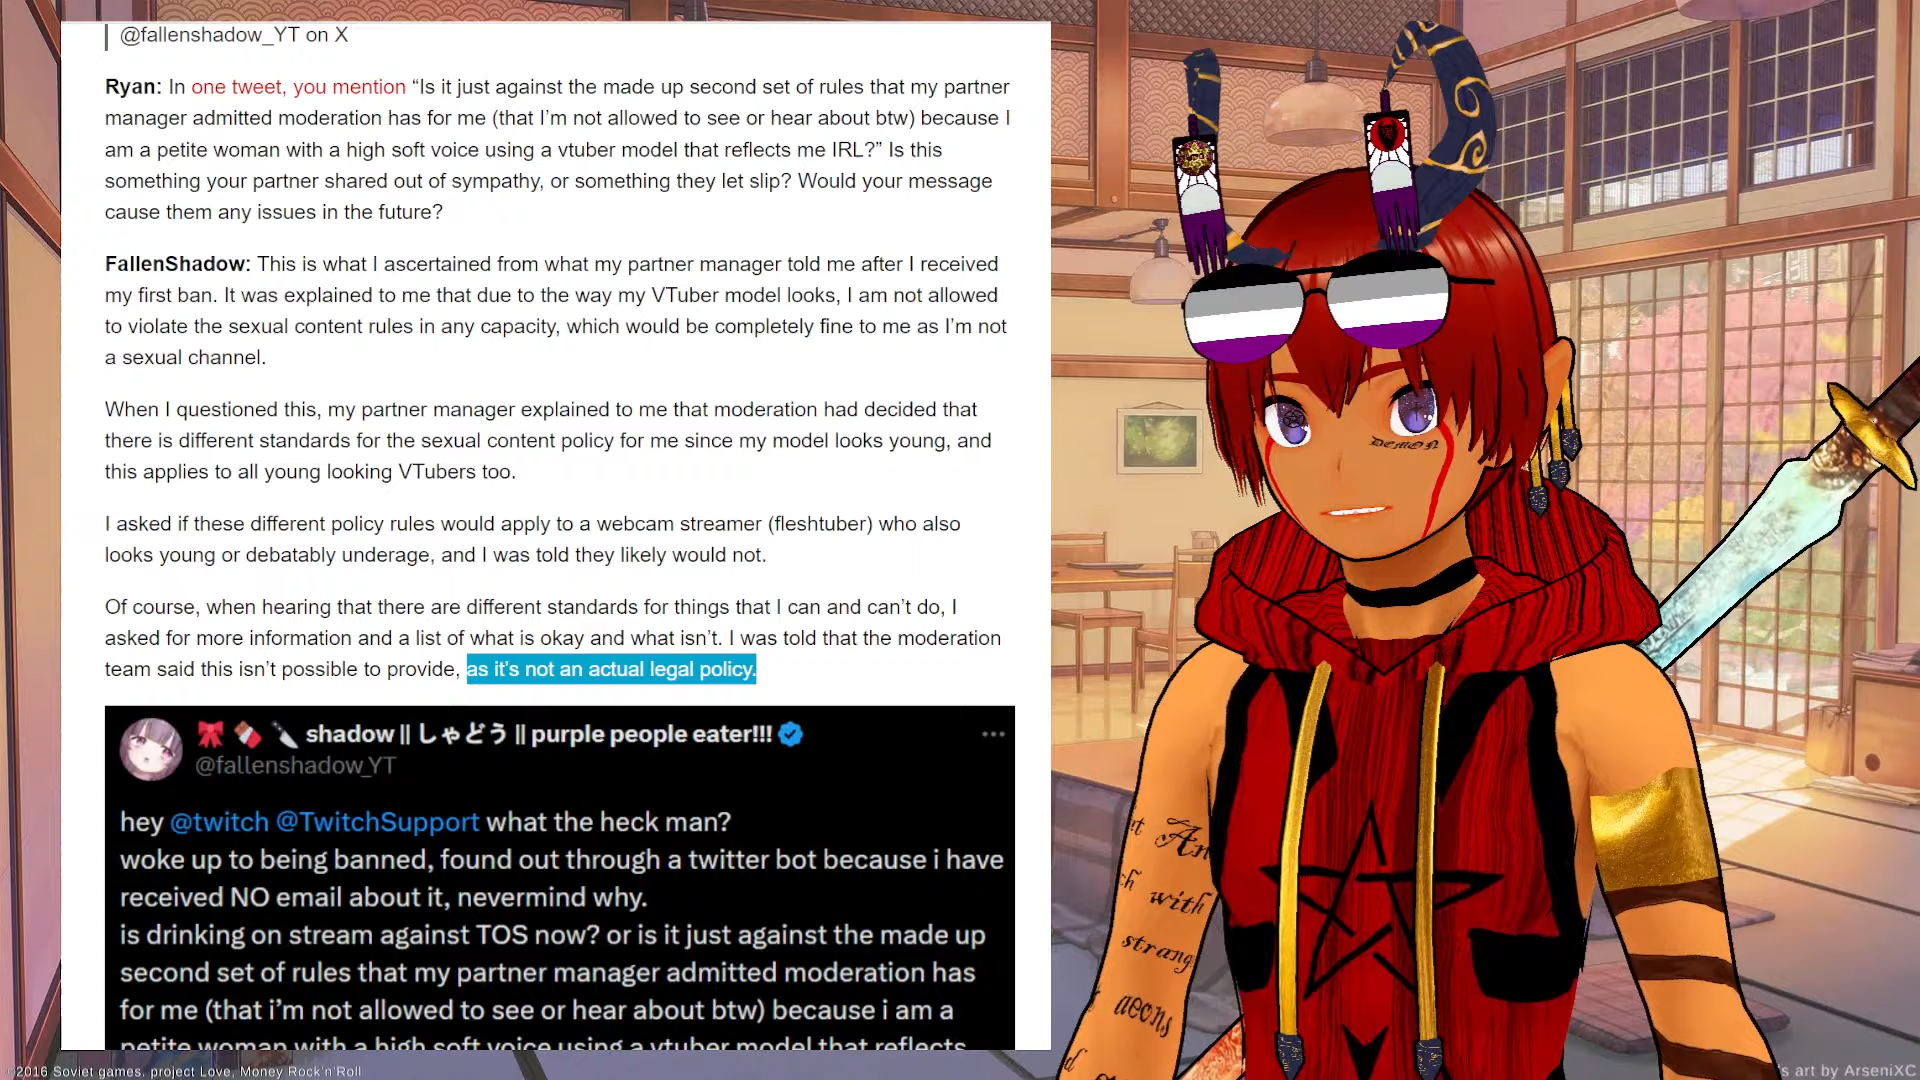 @fallenshadow_YT on X
Ryan: In one tweet, you mention “Is it just against the made up second set of rules that my partner
manager admitted moderation has for me (that I’m not allowed to see or hear about btw) because I
am a petite woman with a high soft voice using a vtuber model that reflects me IRL?” Is this
something your partner shared out of sympathy, or something they let slip? Would your message
cause them any issues in the future?
FallenShadow: This is what I ascertained from what my partner manager told me after I received
my first ban. It was explained to me that due to the way my VTuber model looks, I am not allowed
to violate the sexual content rules in any capacity, which would be completely fine to me as I’m not
a sexual channel.
When I questioned this, my partner manager explained to me that moderation had decided that
there is different standards for the sexual content policy for me since my model looks young, and
this applies to all young looking VTubers too.
I asked if these different policy rules would apply to a webcam streamer (fleshtuber) who also
looks young or debatably underage, and I was told they likely would not.
Of course, when hearing that there are different standards for things that I can and can’t do, I
asked for more information and a list of what is okay and what isn’t. I was told that the moderation
team said this isn’t possible to provide, as it’s not an actual legal policy.
shadow || しゃどう || purple people eater!!!
@fallenshadow_YT
hey @twitch @TwitchSupport what the heck man?
woke up to being banned, found out through a twitter bot because i have
received NO email about it, nevermind why.
is drinking on stream against TOS now? or is it just against the made up
second set of rules that my partner manager admitted moderation has
for me (that i’m not allowed to see or hear about btw) because i am a
petite woman with a high soft voice using a vtuber model that reflects
DEMON
An
with
strang
aeons
©2016 Soviet games. project Love, Money Rock'n'Roll
s art by ArseniXC